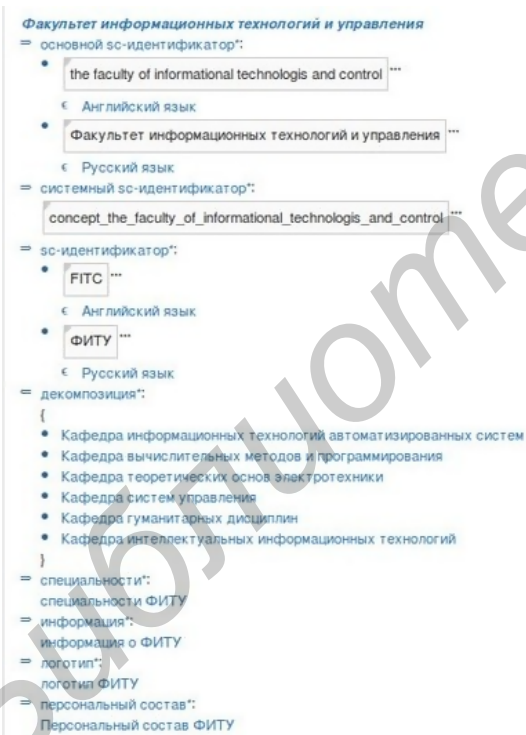 Факультет информационных технологий и управления
⇒ основной sc-идентификатор*:
• the faculty of informational technologis and control ***
€ Английский язык
• Факультет информационных технологий и управления ***
€ Русский язык
⇒ системный sc-идентификатор*:
concept_the_faculty_of_informational_technologis_and_control ***
⇒ sc-идентификатор*:
• FITC ***
€ Английский язык
• ФИТУ ***
€ Русский язык
⇐ декомпозиция*:
{
• Кафедра информационных технологий автоматизированных систем
• Кафедра вычислительных методов и программирования
• Кафедра теоретических основ электротехники
• Кафедра систем управления
• Кафедра гуманитарных дисциплин
• Кафедра интеллектуальных информационных технологий
}
⇒ специальности*:
специальности ФИТУ
⇒ информация*:
информация о ФИТУ
⇒ логотип*:
логотип ФИТУ
⇒ персональный состав*:
Персональный состав ФИТУ